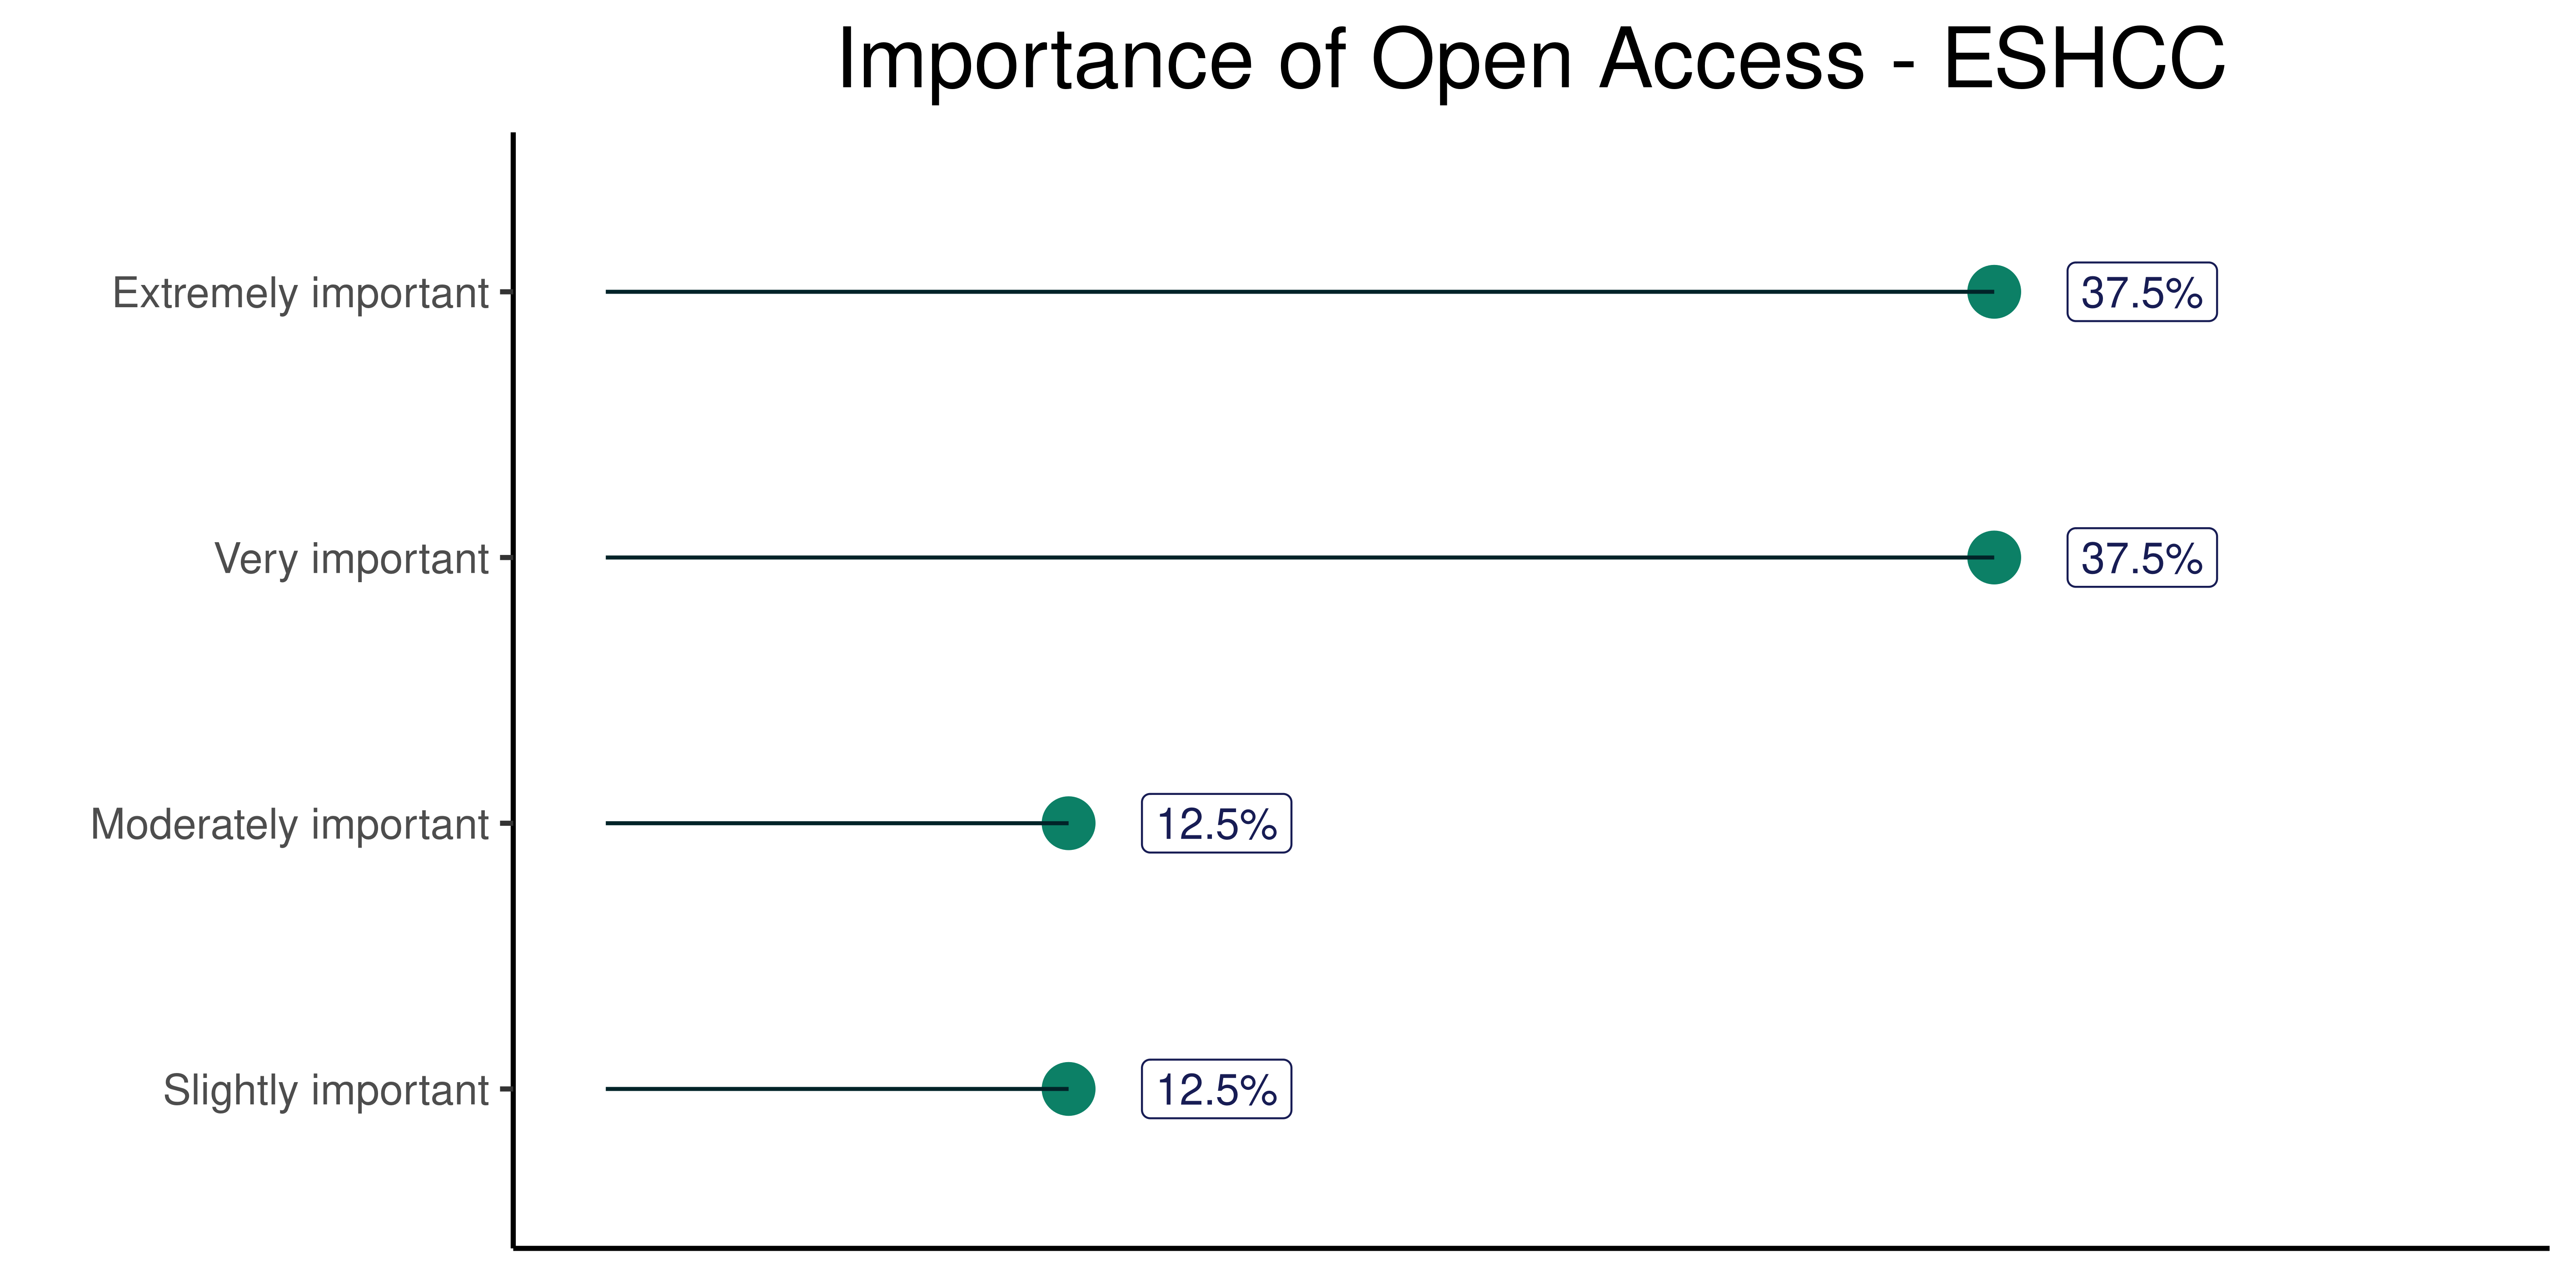 Importance of Open Access - ESHCC
Extremely important
37.5%
Very important
37.5%
Moderately important
12.5%
Slightly important
12.5%